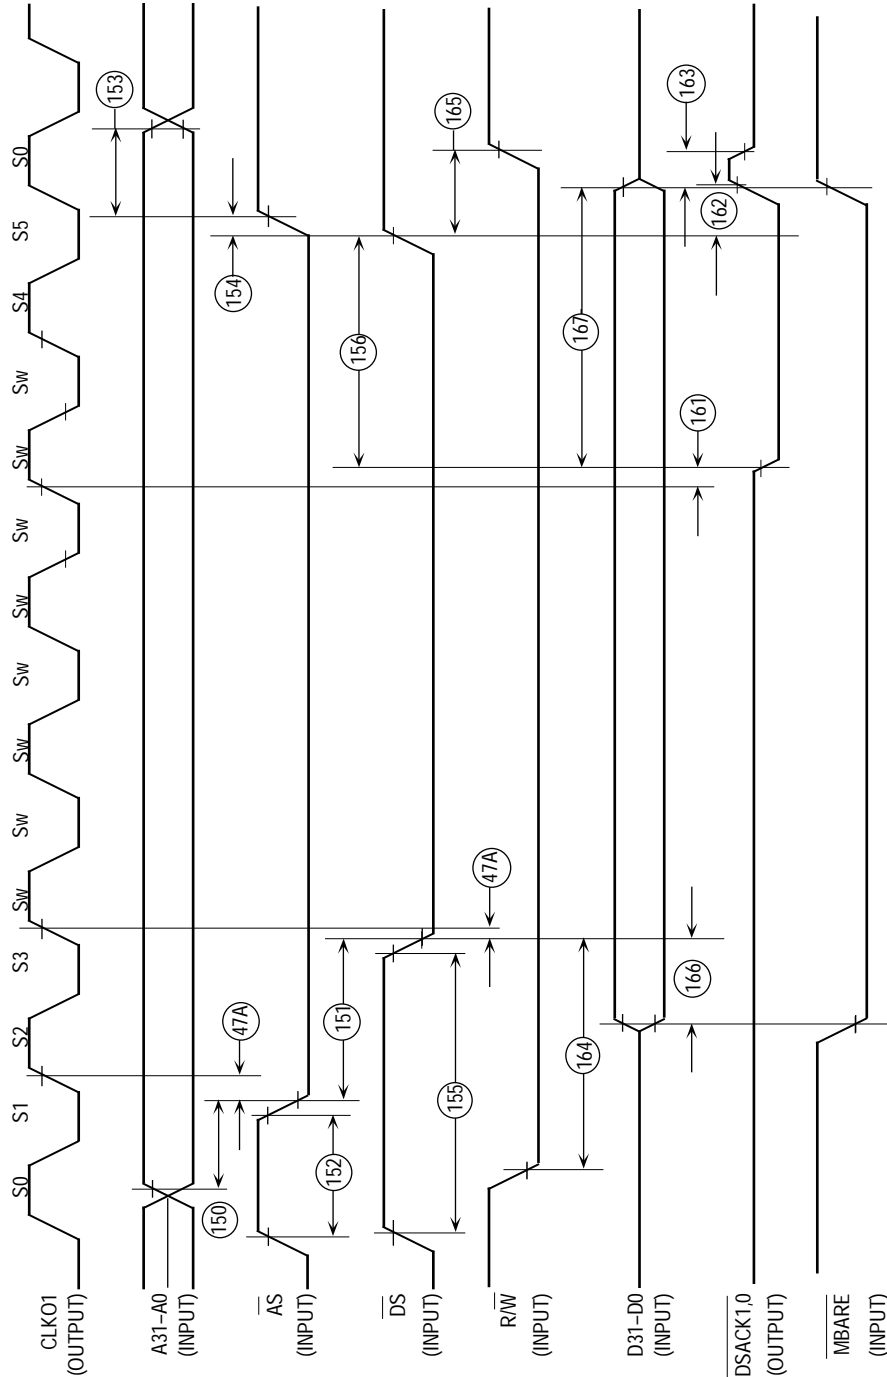 S0
S1
S2
S3
Sw
Sw
Sw
Sw
Sw
Sw
Sw
S4
S5
S0
CLKO1
(OUTPUT)
A31–A0
(INPUT)
150
153
47A
AS
(INPUT)
152
151
154
DS
(INPUT)
155
156
47A
R/W
(INPUT)
164
165
167
D31–D0
(INPUT)
166
161
162
163
DSACK1,0
(OUTPUT)
MBARE
(INPUT)